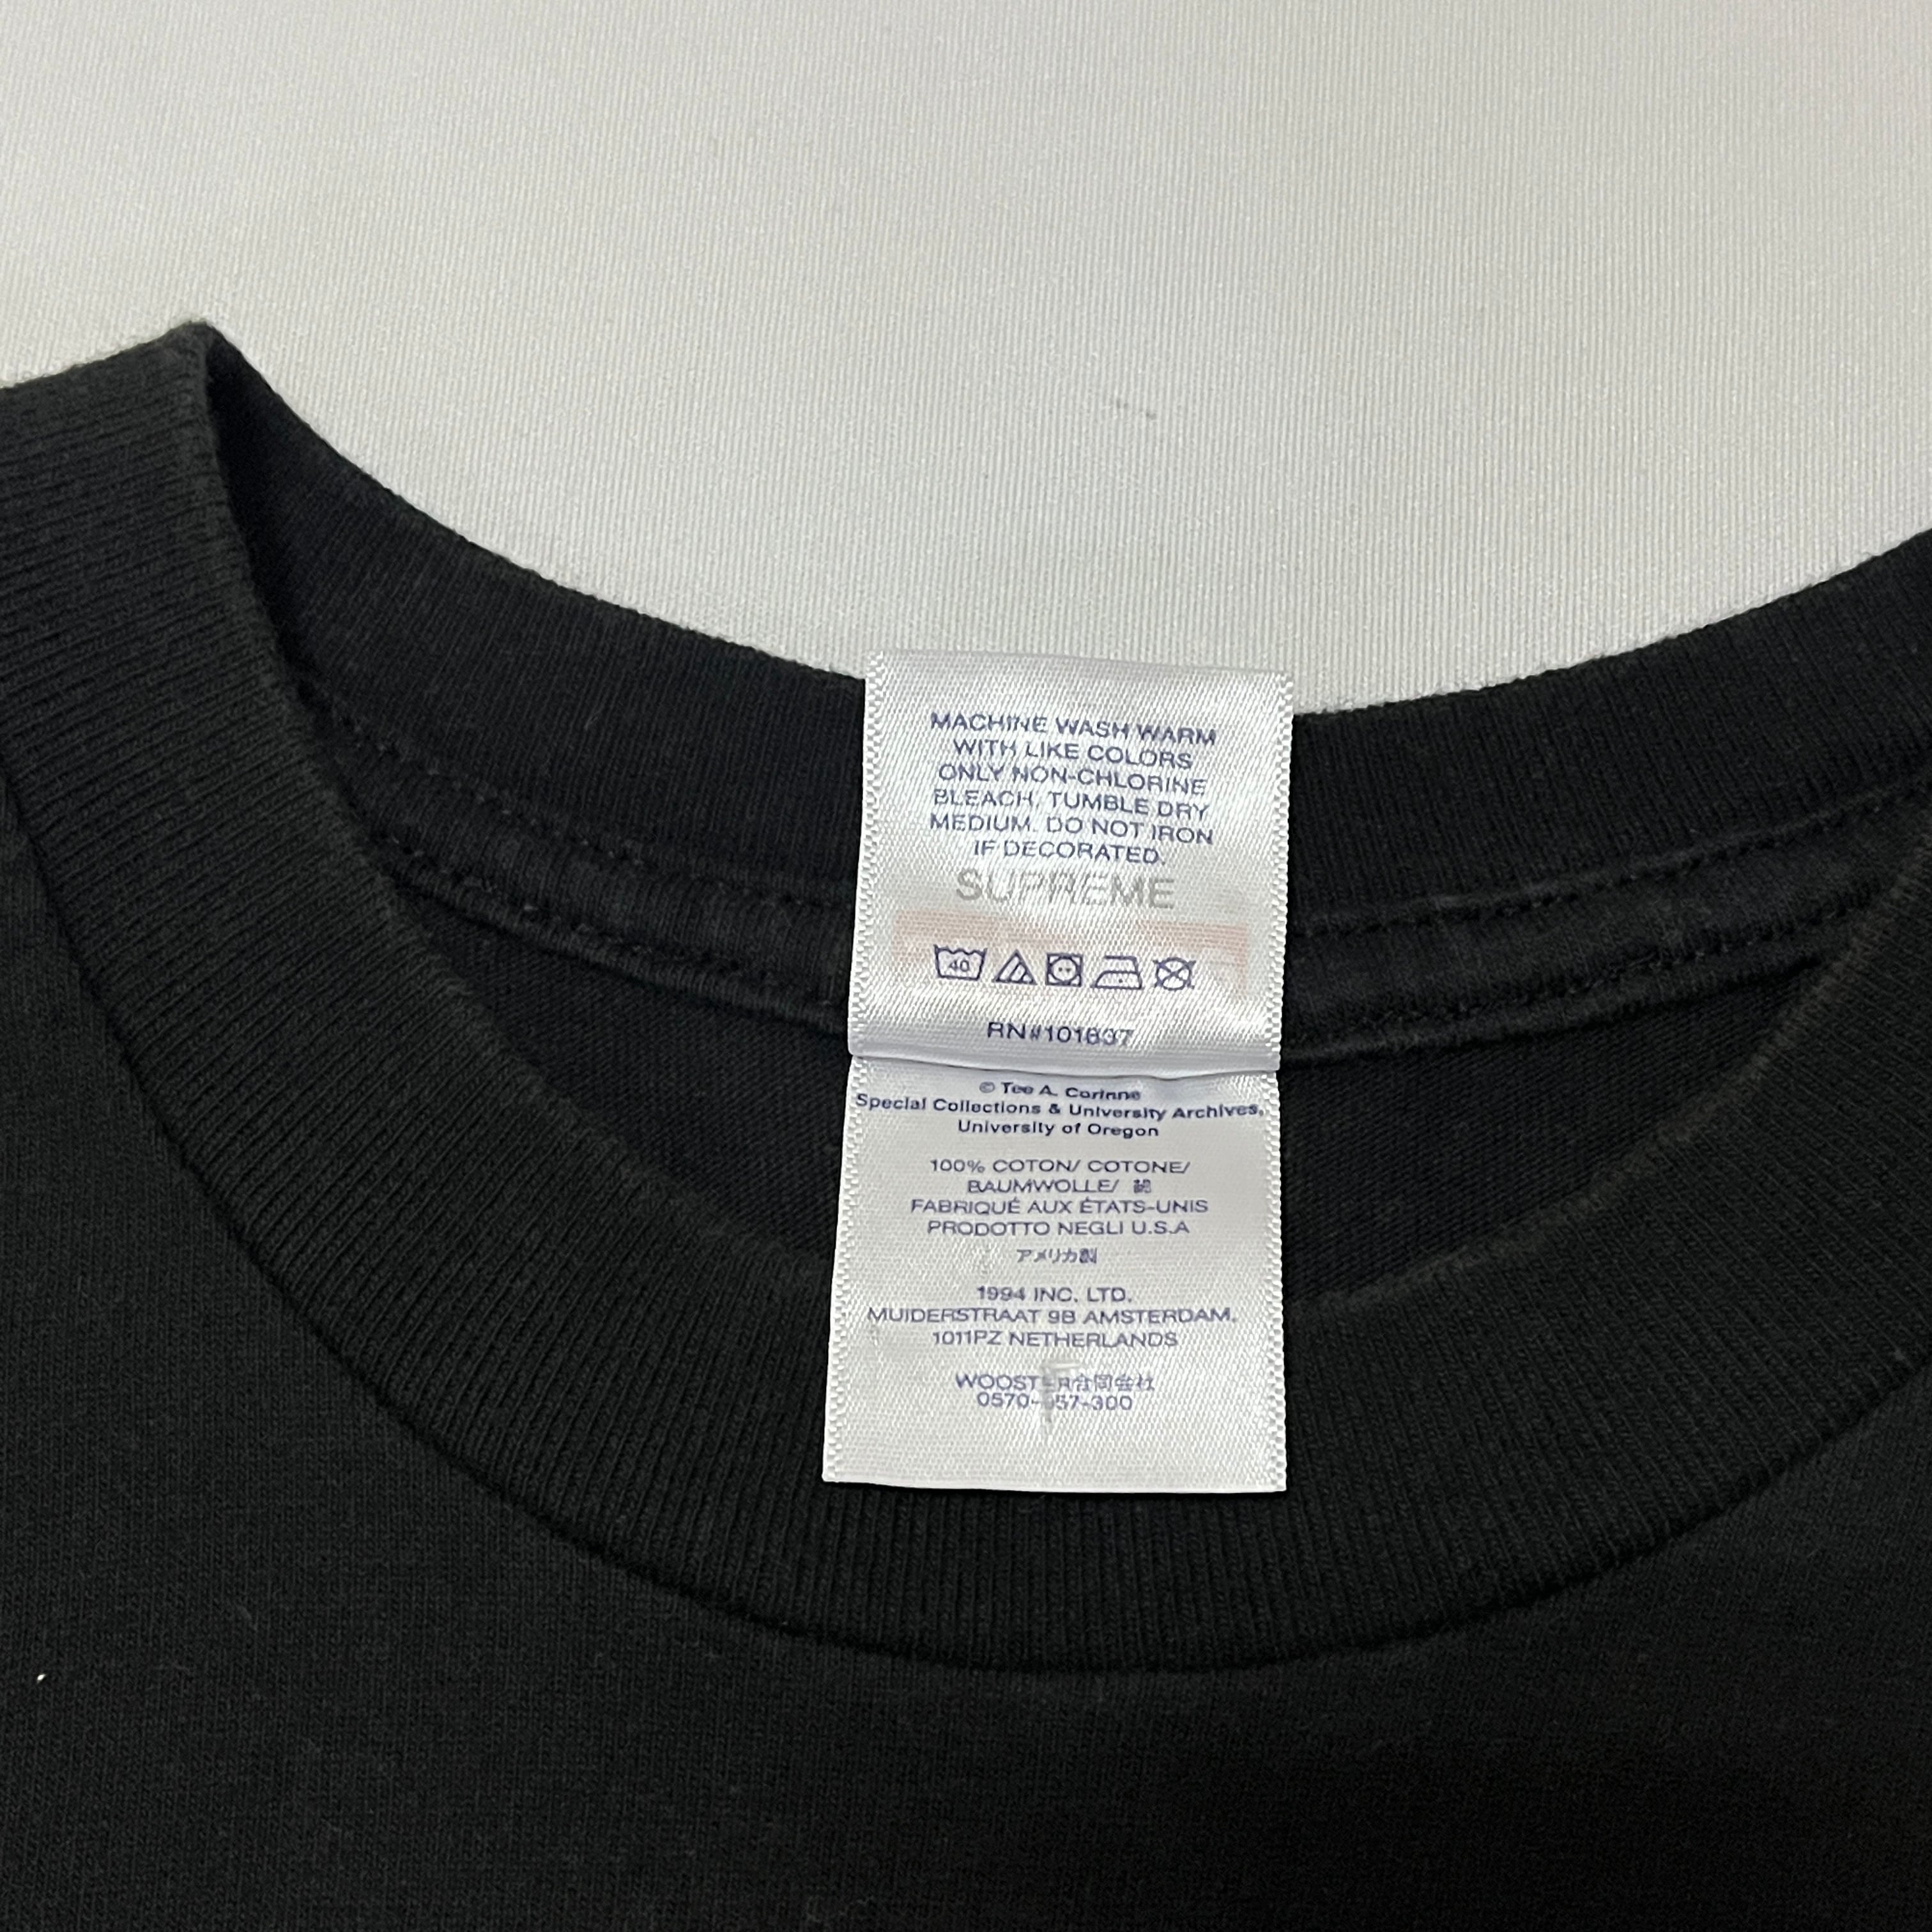 MACHINE WASH WARM
WITH LIKE COLORS
ONLY NON-CHLORINE
BLEACH, TUMBLE DRY
MEDIUM. DO NOT IRON
IF DECORATED.
SUPREME
40
RN#101837
© Tee A. Corinne
Special Collections & University Archives,
University of Oregon
100% COTON/ COTONE/
BAUMWOLLE/ 綿
FABRIQUÉ AUX ÉTATS-UNIS
PRODOTTO NEGLI U.S.A
アメリカ製
1994 INC. LTD.
MUIDERSTRAAT 9B AMSTERDAM,
1011PZ NETHERLANDS
WOOSTER合同会社